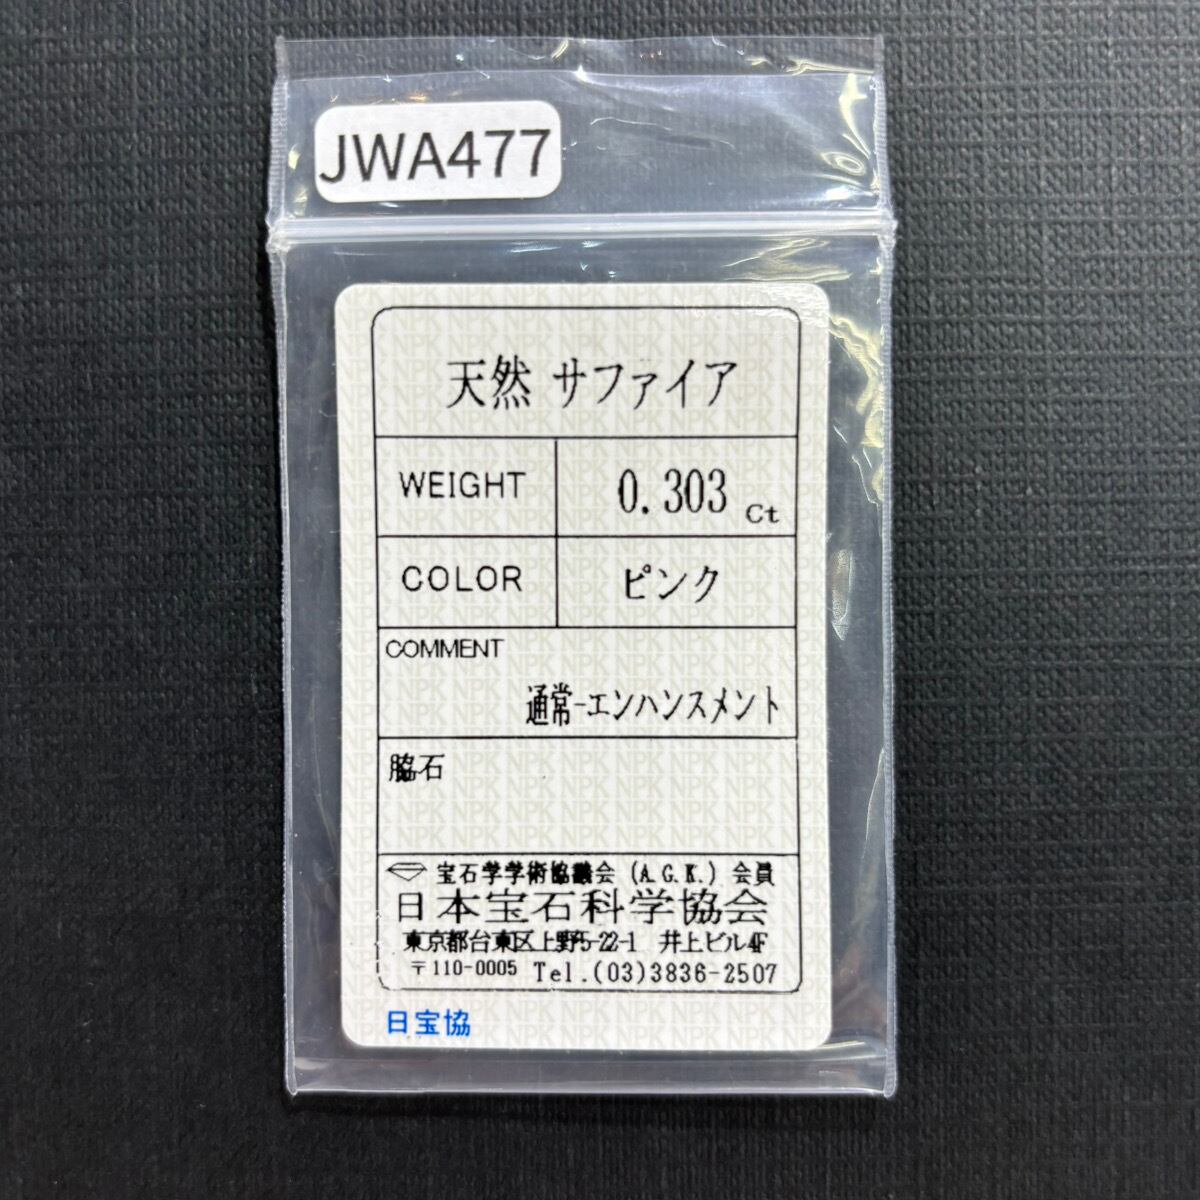 JWA477
天然 サファイア
WEIGHT 0.303 Ct
COLOR ピンク
COMMENT
通常-エンハンスメント
脇石
宝石学学術協議会 (A.G.K.) 会員
日本宝石科学協会
東京都台東区上野5-22-1 井上ビル4F
〒110-0005 Tel.(03)3836-2507
日宝協